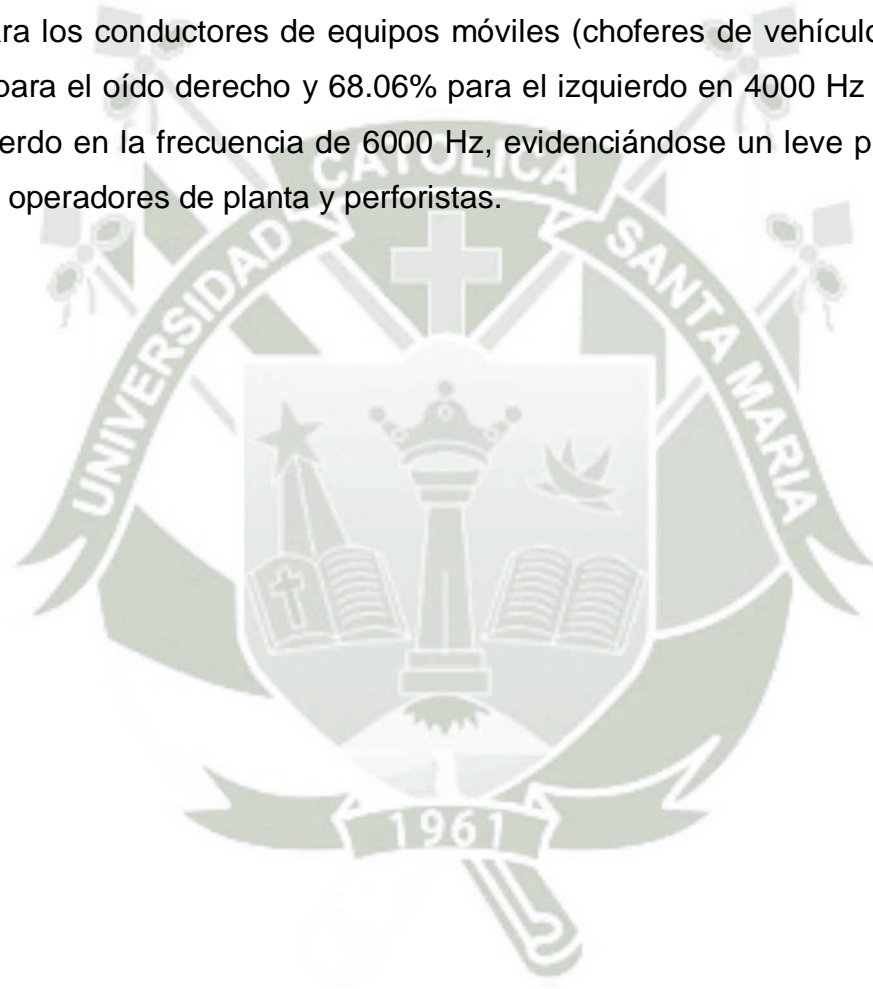 ra los conductores de equipos móviles (choferes de vehículo
para el oído derecho y 68.06% para el izquierdo en 4000 Hz
erdo en la frecuencia de 6000 Hz, evidenciándose un leve p
operadores de planta y perforistas.
UNIVERSIDAD CATOLICA SANTA MARIA
1961